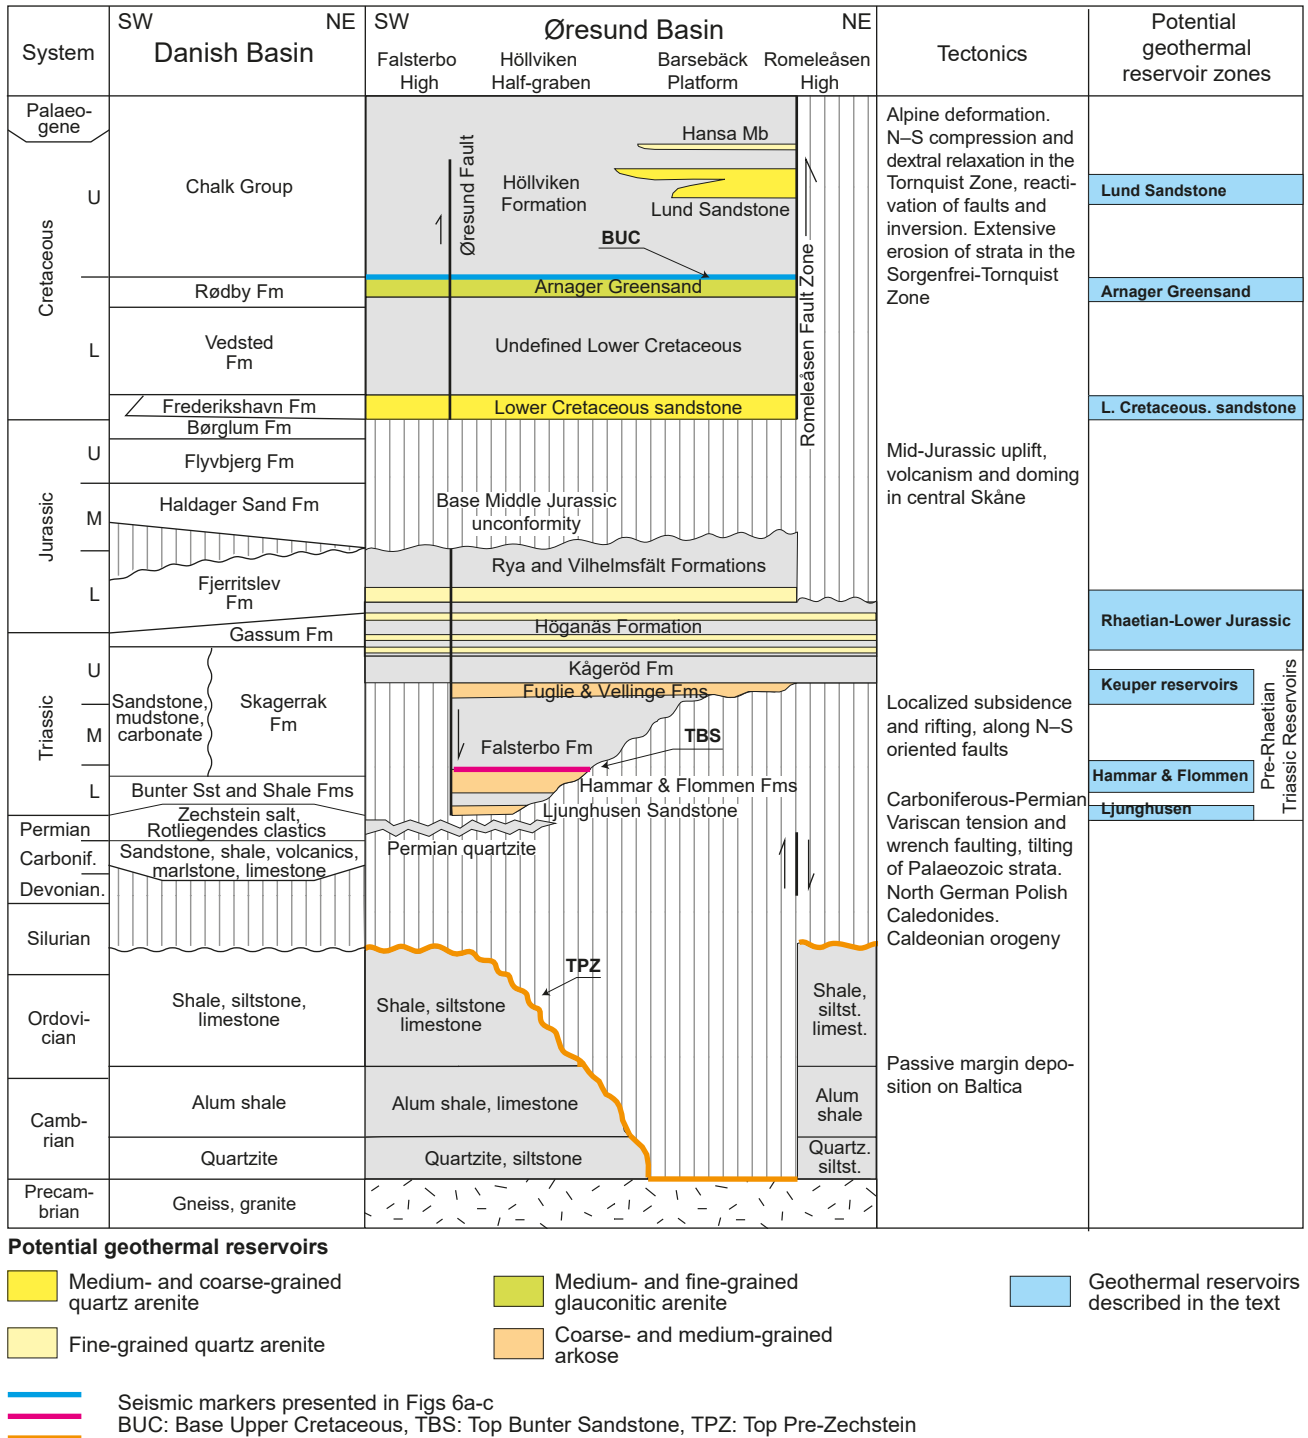 System
SW NE
Danish Basin
SW NE
Øresund Basin
Falsterbo
High
Höllviken
Half-graben
Barsebäck
Platform
Romeleåsen
High
Tectonics
Potential
geothermal
reservoir zones
Palaeo-
gene
Cretaceous
U
L
Jurassic
U
M
L
Triassic
U
M
L
Permian
Carbonif.
Devonian.
Silurian
Ordovi-
cian
Camb-
rian
Precam-
brian
Chalk Group
Rødby Fm
Vedsted
Fm
Frederikshavn Fm
Børglum Fm
Flyvbjerg Fm
Haldager Sand Fm
Fjerritslev
Fm
Gassum Fm
Sandstone,
mudstone,
carbonate
Skagerrak
Fm
Bunter Sst and Shale Fms
Zechstein salt,
Rotliegendes clastics
Sandstone, shale, volcanics,
marlstone, limestone
Shale, siltstone,
limestone
Alum shale
Quartzite
Gneiss, granite
Øresund Fault
Hansa Mb
Höllviken
Formation
Lund Sandstone
BUC
Arnager Greensand
Undefined Lower Cretaceous
Lower Cretaceous sandstone
Romeleåsen Fault Zone
Base Middle Jurassic
unconformity
Rya and Vilhelmsfält Formations
Höganäs Formation
Kågeröd Fm
Fuglie & Vellinge Fms
Falsterbo Fm
TBS
Hammar & Flommen Fms
Ljunghusen Sandstone
Permian quartzite
TPZ
Shale, siltstone
limestone
Alum shale, limestone
Quartzite, siltstone
Shale,
siltst.
limest.
Alum
shale
Quartz.
siltst.
Alpine deformation.
N–S compression and
dextral relaxation in the
Tornquist Zone, reacti-
vation of faults and
inversion. Extensive
erosion of strata in the
Sorgenfrei-Tornquist
Zone
Mid-Jurassic uplift,
volcanism and doming
in central Skåne
Localized subsidence
and rifting, along N–S
oriented faults
Carboniferous-Permian
Variscan tension and
wrench faulting, tilting
of Palaeozoic strata.
North German Polish
Caledonides.
Caldeonian orogeny
Passive margin depo-
sition on Baltica
Lund Sandstone
Arnager Greensand
L. Cretaceous. sandstone
Rhaetian-Lower Jurassic
Keuper reservoirs
Hammar & Flommen
Ljunghusen
Pre-Rhaetian
Triassic Reservoirs
Potential geothermal reservoirs
Medium- and coarse-grained
quartz arenite
Fine-grained quartz arenite
Medium- and fine-grained
glauconitic arenite
Coarse- and medium-grained
arkose
Geothermal reservoirs
described in the text
Seismic markers presented in Figs 6a-c
BUC: Base Upper Cretaceous, TBS: Top Bunter Sandstone, TPZ: Top Pre-Zechstein